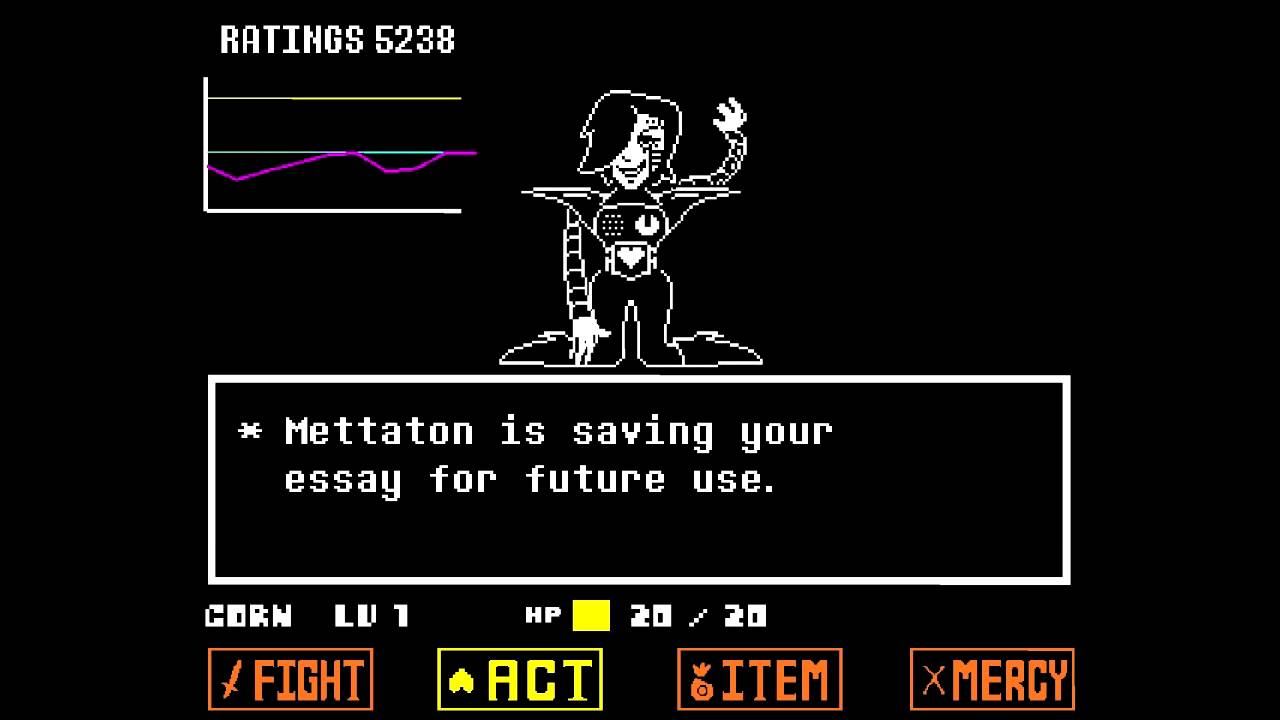 RATINGS 5238
* Mettaton is saving your
essay for future use.
CORN LV 1 HP 20 / 20
FIGHT ACT ITEM MERCY